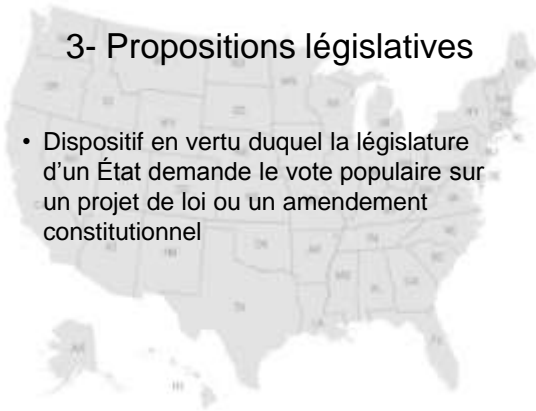 3- Propositions législatives
• Dispositif en vertu duquel la législature
d'un État demande le vote populaire sur
un projet de loi ou un amendement
constitutionnel